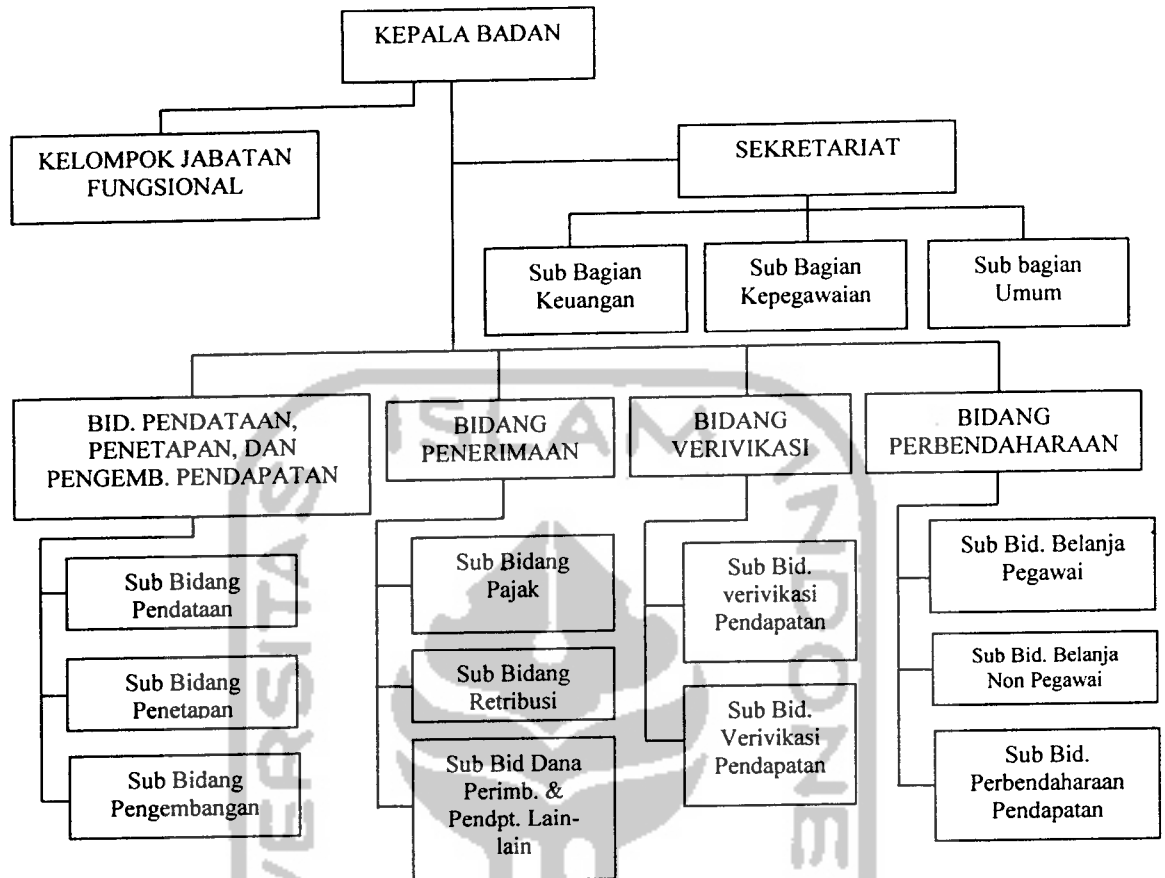 KEPALA BADAN
KELOMPOK JABATAN
FUNGSIONAL
SEKRETARIAT
Sub Bagian
Keuangan
Sub Bagian
Kepegawaian
Sub bagian
Umum
BID. PENDATAAN,
PENETAPAN, DAN
PENGEMB. PENDAPATAN
BIDANG
PENERIMAAN
BIDANG
VERIVIKASI
BIDANG
PERBENDAHARAAN
Sub Bidang
Pendataan
Sub Bidang
Penetapan
Sub Bidang
Pengembangan
Sub Bidang
Pajak
Sub Bidang
Retribusi
Sub Bid Dana
Perimb. &
Pendpt. Lain-
lain
Sub Bid.
verivikasi
Pendapatan
Sub Bid.
Verivikasi
Pendapatan
Sub Bid. Belanja
Pegawai
Sub Bid. Belanja
Non Pegawai
Sub Bid.
Perbendaharaan
Pendapatan
ISLAM